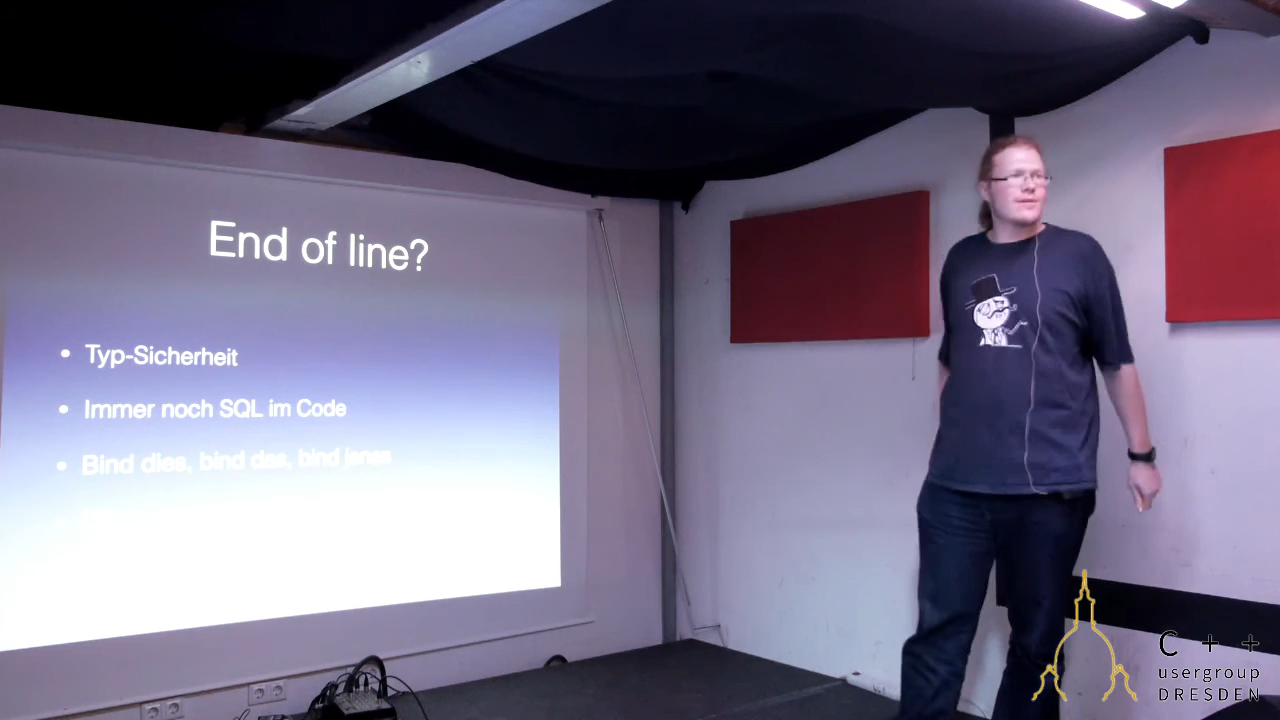 End of line?
• Typ-Sicherheit
• Immer noch SQL im Code
• Bind dies, bind das, bind jenes
C + +
usergroup
DRESDEN